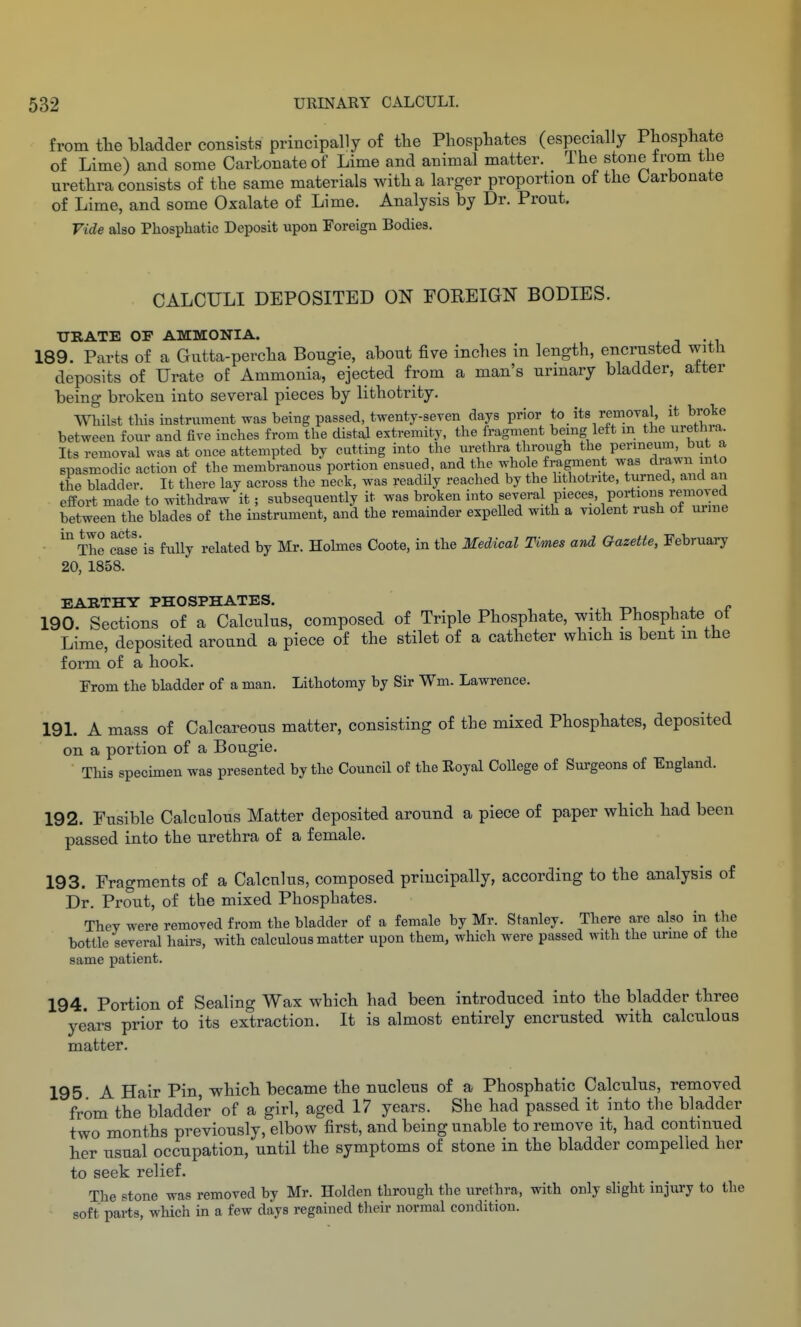 532 URINARY CALCULI.
from the bladder consists principally of the Phosphates (especially Phosphate
of Lime) and some Carbonate of Lime and animal matter. The stone from the
urethra consists of the same materials with a larger proportion of the Carbonate
of Lime, and some Oxalate of Lime. Analysis by Dr. Prout.
Vide also Phosphatic Deposit upon Foreign Bodies.
CALCULI DEPOSITED ON FOREIGN BODIES.
URATE OF AMMONIA.
189. Parts of a Gutta-percha Bougie, about five inches in length, encrusted with
deposits of Urate of Ammonia, ejected from a man's urinary bladder, after
being broken into several pieces by lithotrity.
Whilst this instrument was being passed, twenty-seven days prior to its removal, it broke
between four and five inches from the distal extremity, the fragment being left in the urethra.
Its removal was at once attempted by cutting into the urethra through the perineum, but a
spasmodic action of the membranous portion ensued, and the whole fragment was drawn into
the bladder. It there lay across the neck, was readily reached by the lithotrite, turned, and an
effort made to withdraw it; subsequently it was broken into several pieces, portions removed
between the blades of the instrument, and the remainder expelled with a violent rush of urine
in two acts.
The case is fully related by Mr. Holmes Coote, in the Medical Times and Gazette, February
20, 1858.
EARTHY PHOSPHATES.
190. Sections of a Calculus, composed of Triple Phosphate, with Phosphate of
Lime, deposited around a piece of the stilet of a catheter which is bent in the
form of a hook.
From the bladder of a man. Lithotomy by Sir Wm. Lawrence.
191. A mass of Calcareous matter, consisting of the mixed Phosphates, deposited
on a portion of a Bougie.
This specimen was presented by the Council of the Royal College of Surgeons of England.
192. Fusible Calculous Matter deposited around a piece of paper which had been
passed into the urethra of a female.
193. Fragments of a Calculus, composed principally, according to the analysis of
Dr. Prout, of the mixed Phosphates.
They were removed from the bladder of a female by Mr. Stanley. There are also in the
bottle several hairs, with calculous matter upon them, which were passed with the urine of the
same patient.
194. Portion of Sealing Wax which had been introduced into the bladder three
years prior to its extraction. It is almost entirely encrusted with calculous
matter.
195. A Hair Pin, which became the nucleus of a Phosphatic Calculus, removed
from the bladder of a girl, aged 17 years. She had passed it into the bladder
two months previously, elbow first, and being unable to remove it, had continued
her usual occupation, until the symptoms of stone in the bladder compelled her
to seek relief.
The stone was removed by Mr. Holden through the urethra, with only slight injury to the
soft parts, which in a few days regained their normal condition.